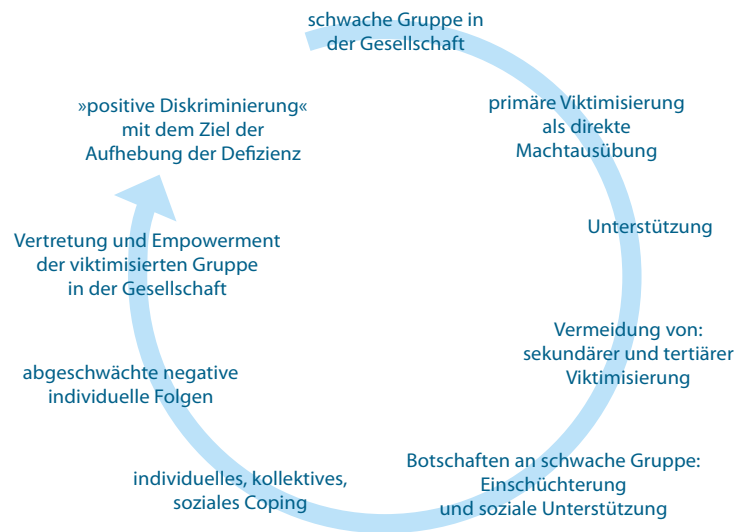 schwache Gruppe in
der Gesellschaft
primäre Viktimisierung
als direkte
Machtausübung
Unterstützung
Vermeidung von:
sekundärer und tertiärer
Viktimisierung
Botschaften an schwache Gruppe:
Einschüchterung
und soziale Unterstützung
individuelles, kollektives,
soziales Coping
abgeschwächte negative
individuelle Folgen
Vertretung und Empowerment
der viktimisierten Gruppe
in der Gesellschaft
»positive Diskriminierung«
mit dem Ziel der
Aufhebung der Defizienz